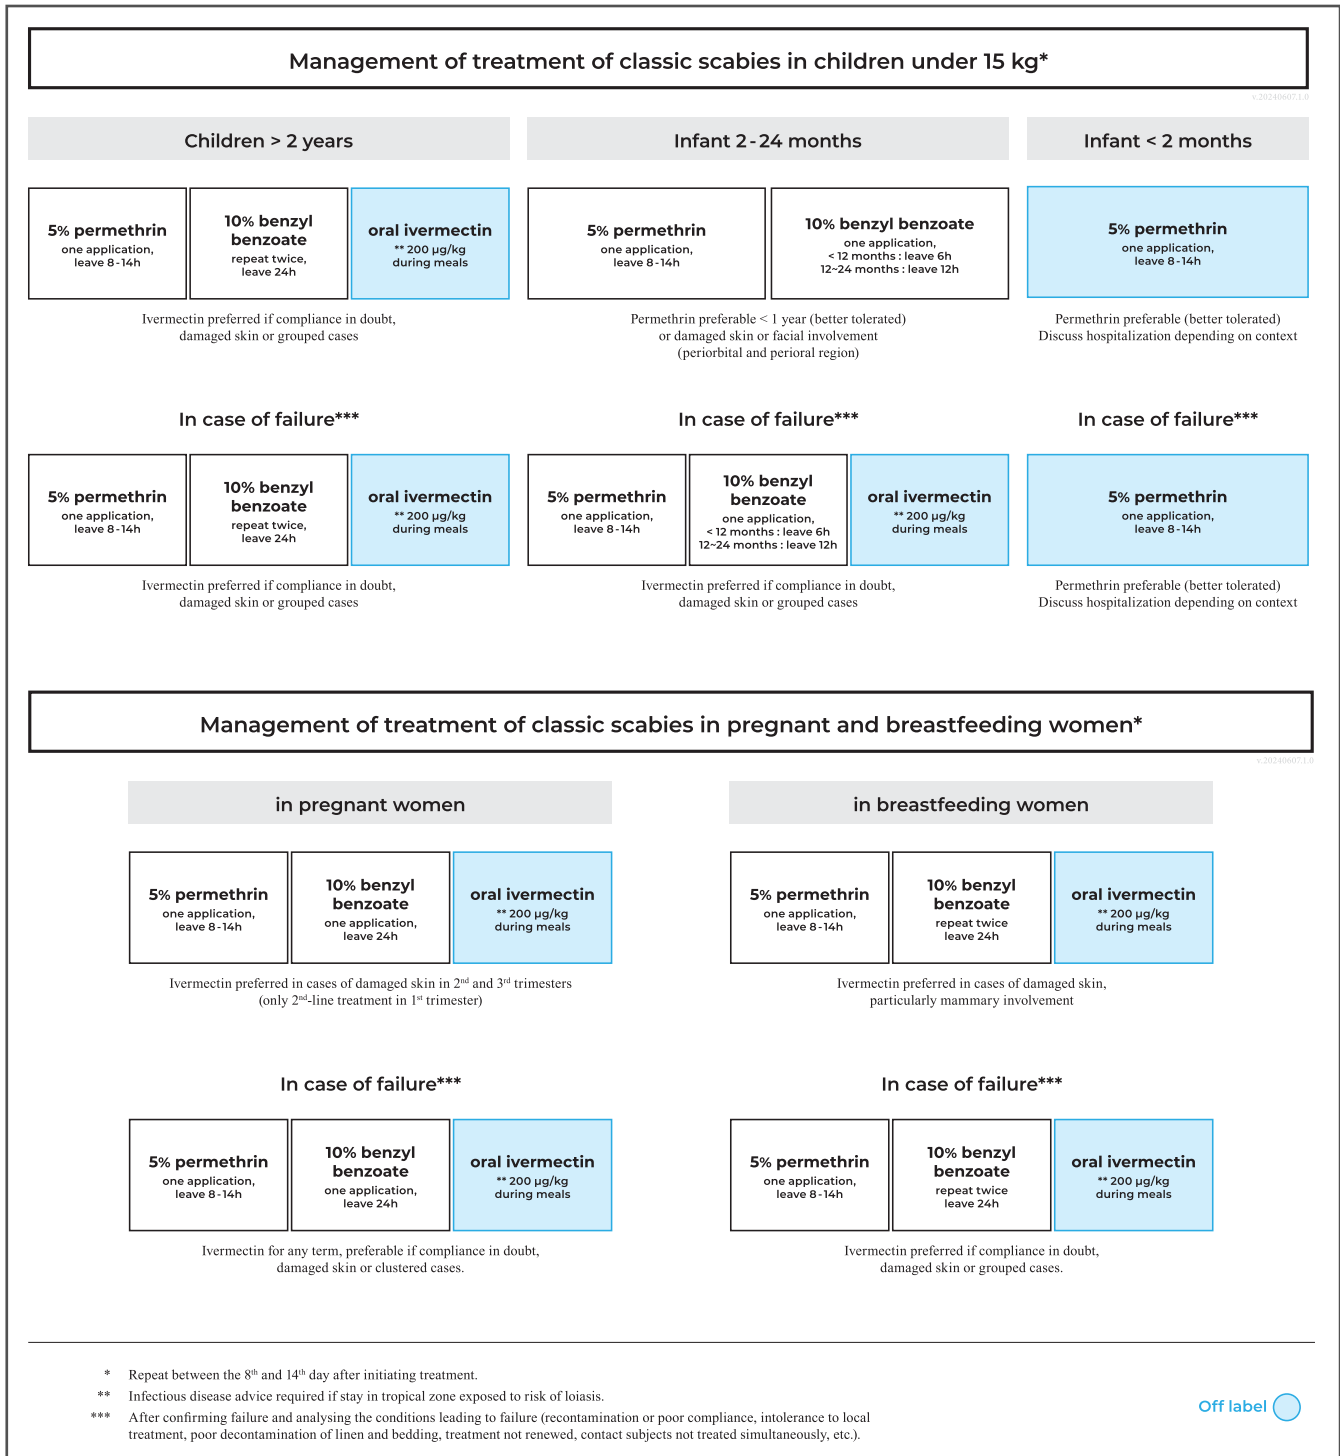 Management of treatment of classic scabies in children under 15 kg*
v.20240607.1.0
Children > 2 years
5% permethrin
one application,
leave 8-14h
10% benzyl
benzoate
repeat twice,
leave 24h
oral ivermectin
** 200 µg/kg
during meals
Ivermectin preferred if compliance in doubt,
damaged skin or grouped cases
Infant 2-24 months
5% permethrin
one application,
leave 8-14h
10% benzyl benzoate
one application,
< 12 months : leave 6h
12~24 months : leave 12h
Permethrin preferable < 1 year (better tolerated)
or damaged skin or facial involvement
(periorbital and perioral region)
Infant < 2 months
5% permethrin
one application,
leave 8-14h
Permethrin preferable (better tolerated)
Discuss hospitalization depending on context
In case of failure***
5% permethrin
one application,
leave 8-14h
10% benzyl
benzoate
repeat twice,
leave 24h
oral ivermectin
** 200 µg/kg
during meals
Ivermectin preferred if compliance in doubt,
damaged skin or grouped cases
In case of failure***
5% permethrin
one application,
leave 8-14h
10% benzyl
benzoate
one application,
< 12 months : leave 6h
12~24 months : leave 12h
oral ivermectin
** 200 µg/kg
during meals
Ivermectin preferred if compliance in doubt,
damaged skin or grouped cases
In case of failure***
5% permethrin
one application,
leave 8-14h
Permethrin preferable (better tolerated)
Discuss hospitalization depending on context
Management of treatment of classic scabies in pregnant and breastfeeding women*
v.20240607.1.0
in pregnant women
5% permethrin
one application,
leave 8-14h
10% benzyl
benzoate
one application,
leave 24h
oral ivermectin
** 200 µg/kg
during meals
Ivermectin preferred in cases of damaged skin in 2nd and 3rd trimesters
(only 2nd-line treatment in 1st trimester)
in breastfeeding women
5% permethrin
one application,
leave 8-14h
10% benzyl
benzoate
repeat twice
leave 24h
oral ivermectin
** 200 µg/kg
during meals
Ivermectin preferred in cases of damaged skin,
particularly mammary involvement
In case of failure***
5% permethrin
one application,
leave 8-14h
10% benzyl
benzoate
one application,
leave 24h
oral ivermectin
** 200 µg/kg
during meals
Ivermectin for any term, preferable if compliance in doubt,
damaged skin or clustered cases.
In case of failure***
5% permethrin
one application,
leave 8-14h
10% benzyl
benzoate
repeat twice
leave 24h
oral ivermectin
** 200 µg/kg
during meals
Ivermectin preferred if compliance in doubt,
damaged skin or grouped cases.
* Repeat between the 8th and 14th day after initiating treatment.
** Infectious disease advice required if stay in tropical zone exposed to risk of loiasis.
*** After confirming failure and analysing the conditions leading to failure (recontamination or poor compliance, intolerance to local
treatment, poor decontamination of linen and bedding, treatment not renewed, contact subjects not treated simultaneously, etc.).
Off label